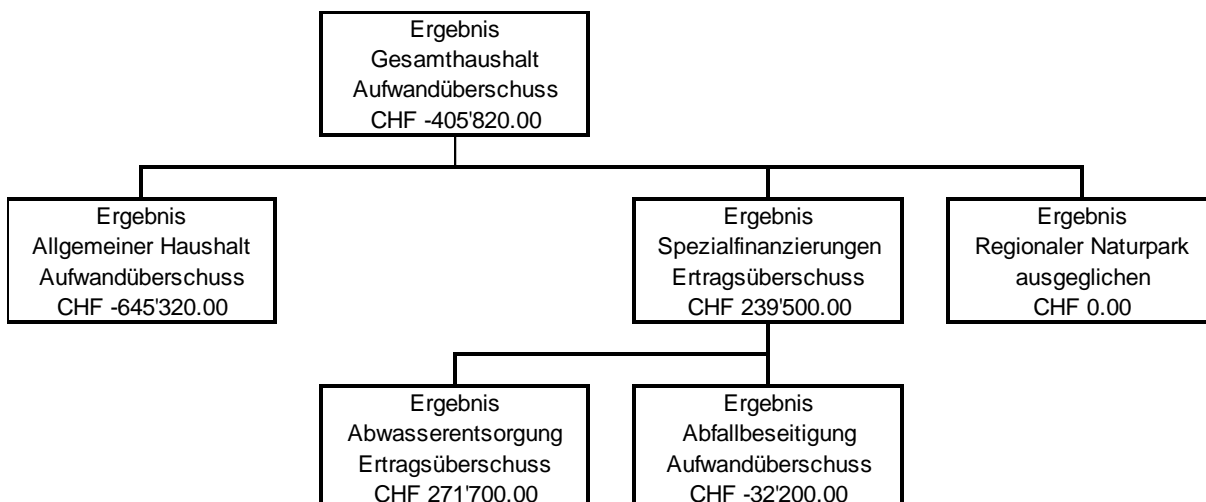 Ergebnis
Gesamthaushalt
Aufwandüberschuss
CHF -405'820.00
Ergebnis
Allgemeiner Haushalt
Aufwandüberschuss
CHF -645'320.00
Ergebnis
Spezialfinanzierungen
Ertragsüberschuss
CHF 239'500.00
Ergebnis
Regionaler Naturpark
ausgeglichen
CHF 0.00
Ergebnis
Abwasserentsorgung
Ertragsüberschuss
CHF 271'700.00
Ergebnis
Abfallbeseitigung
Aufwandüberschuss
CHF -32'200.00